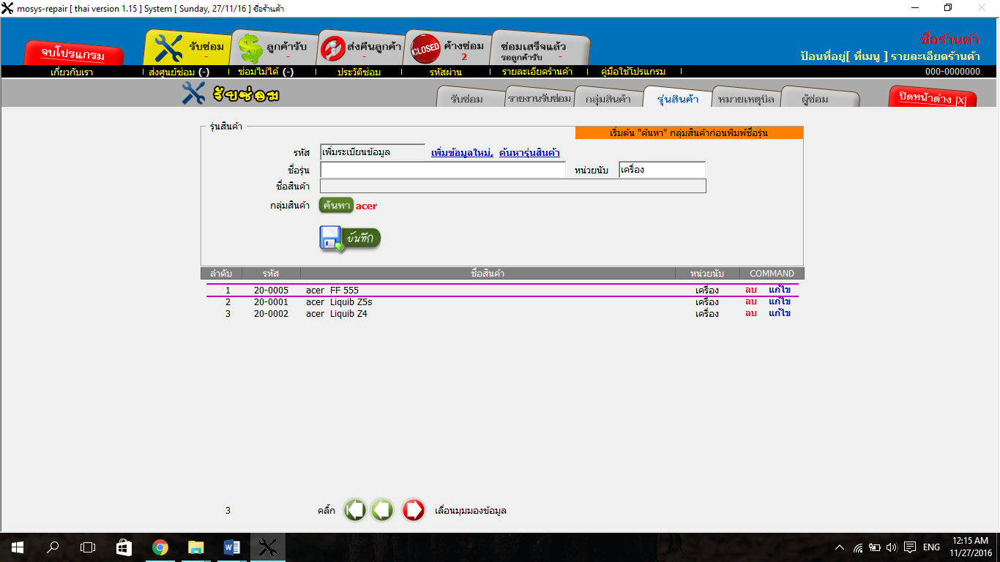 mosys-repair [ thai version 1.15 ] System [ Sunday, 27/11/16 ] ชื่อร้านค้า
จบโปรแกรม
รับซ่อม
-
ลูกค้ารับ
-
ส่งคืนลูกค้า
-
CLOSED
ค้างซ่อม
2
ซ่อมเสร็จแล้ว
รอลูกค้ารับ -
ชื่อร้านค้า
ป้อนที่อยู่[ ที่เมนู ] รายละเอียดร้านค้า
เกี่ยวกับเรา | ส่งศูนย์ซ่อม (-) | ซ่อมไม่ได้ (-) | ประวัติซ่อม | รหัสผ่าน | รายละเอียดร้านค้า | คู่มือใช้โปรแกรม |
000-0000000
รับซ่อม
รับซ่อม
รายงานรับซ่อม
กลุ่มสินค้า
รุ่นสินค้า
หมายเหตุบิล
ผู้ซ่อม
ปิดหน้าต่าง |X|
รุ่นสินค้า
เริ่มต้น "ค้นหา" กลุ่มสินค้าก่อนพิมพ์ชื่อรุ่น
รหัส เพิ่มระเบียนข้อมูล เพิ่มข้อมูลใหม่, ค้นหารุ่นสินค้า
ชื่อรุ่น หน่วยนับ เครื่อง
ชื่อสินค้า
กลุ่มสินค้า ค้นหา acer
บันทึก
ลำดับ รหัส ชื่อสินค้า หน่วยนับ COMMAND
1 20-0005 acer FF 555 เครื่อง ลบ แก้ไข
2 20-0001 acer Liquib Z5s เครื่อง ลบ แก้ไข
3 20-0002 acer Liquib Z4 เครื่อง ลบ แก้ไข
3 คลิ๊ก เลื่อนมุมมองข้อมูล
ENG
12:15 AM
11/27/2016